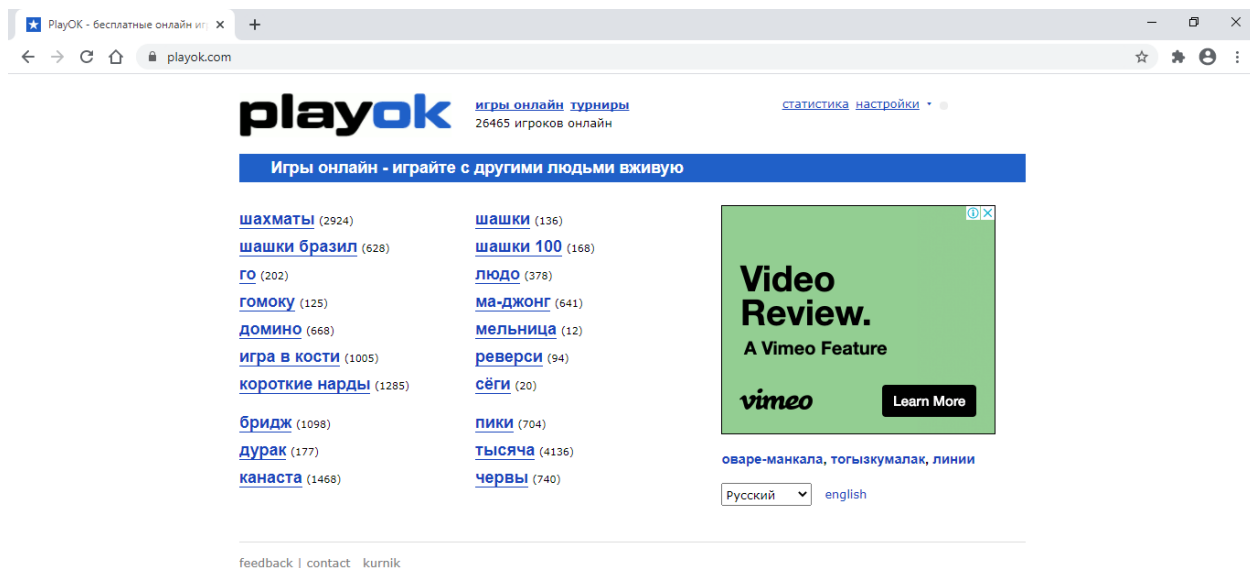 PlayOK - бесплатные онлайн иг
playok.com
playok
игры онлайн турниры
26465 игроков онлайн
статистика настройки
Игры онлайн - играйте с другими людьми вживую
шахматы (2924)
шашки бразил (628)
го (202)
гомоку (125)
домино (668)
игра в кости (1005)
короткие нарды (1285)
бридж (1098)
дурак (177)
канаста (1468)
шашки (136)
шашки 100 (168)
людо (378)
ма-джонг (641)
мельница (12)
реверси (94)
сёги (20)
пики (704)
тысяча (4136)
червы (740)
Video
Review.
A Vimeo Feature
vimeo
Learn More
оваре-манкала, тогызкумалак, линии
Русский english
feedback | contact kurnik